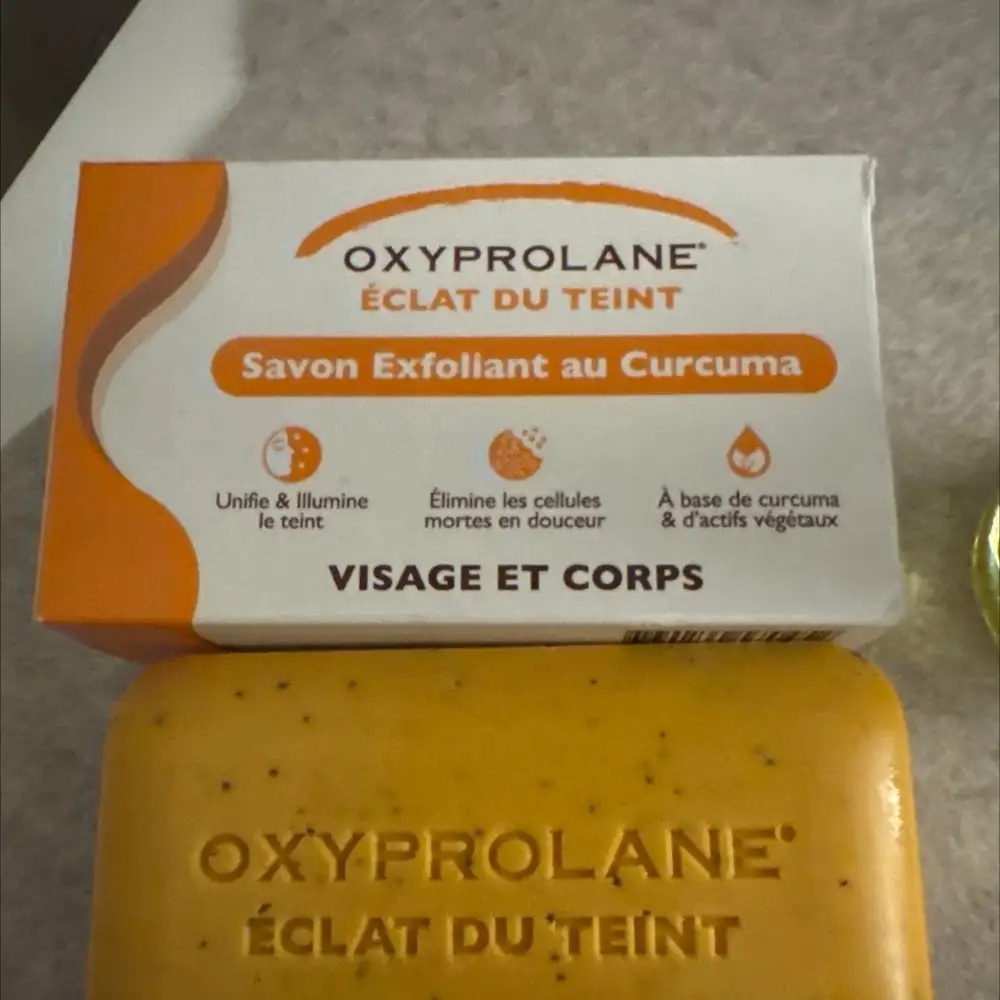 OXYPROLANE®
ÉCLAT DU TEINT
Savon Exfoliant au Curcuma
Unifie & Illumine
le teint
Élimine les cellules
mortes en douceur
À base de curcuma
& d'actifs végétaux
VISAGE ET CORPS
OXYPROLANE®
ÉCLAT DU TEINT